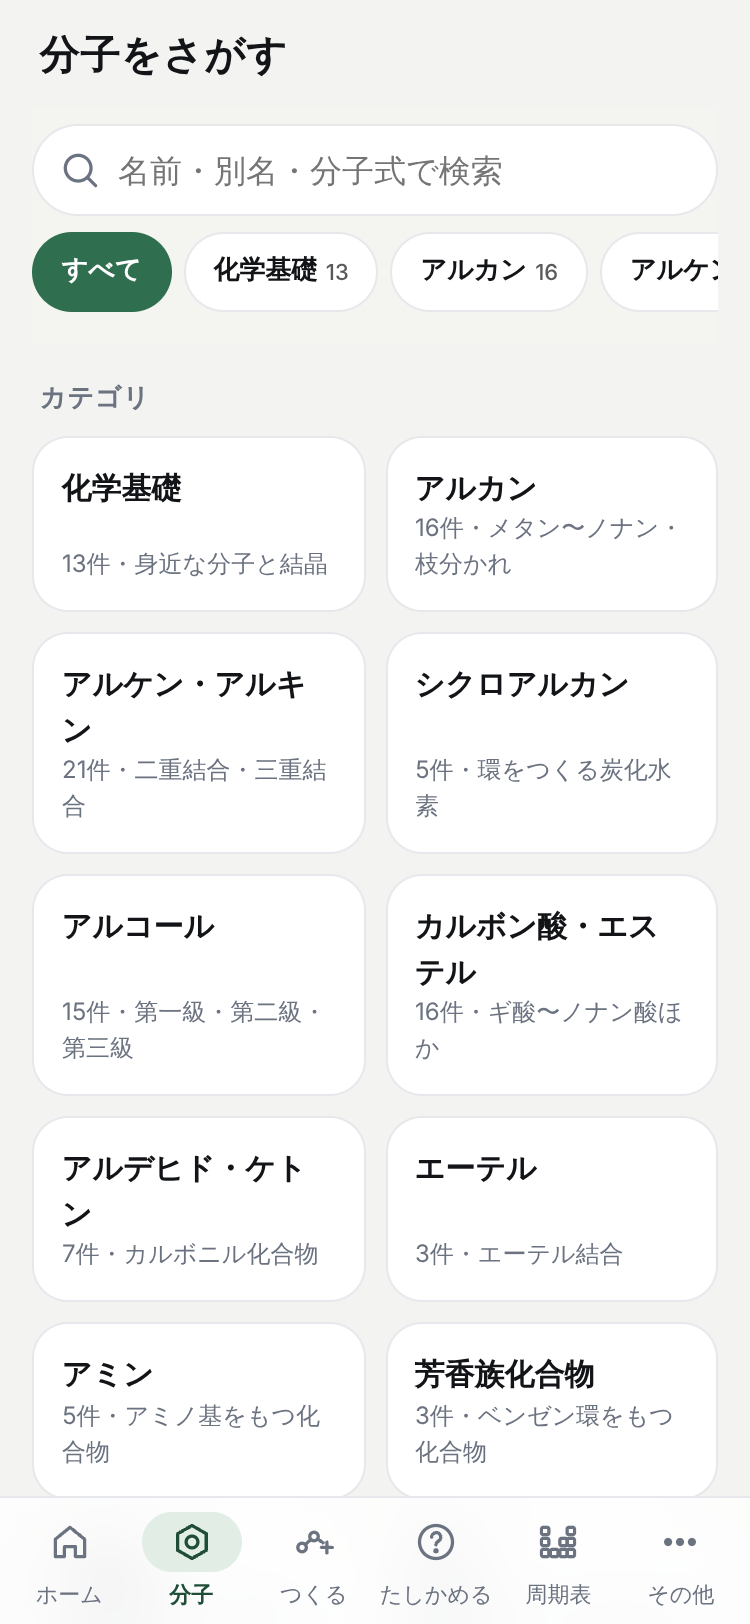 分子をさがす
名前・別名・分子式で検索
すべて 化学基礎 13 アルカン 16 アルケン
カテゴリ
化学基礎
13件・身近な分子と結晶
アルカン
16件・メタン〜ノナン・
枝分かれ
アルケン・アルキ
ン
21件・二重結合・三重結
合
シクロアルカン
5件・環をつくる炭化水
素
アルコール
15件・第一級・第二級・
第三級
カルボン酸・エス
テル
16件・ギ酸〜ノナン酸ほ
か
アルデヒド・ケト
ン
7件・カルボニル化合物
エーテル
3件・エーテル結合
アミン
5件・アミノ基をもつ化
合物
芳香族化合物
3件・ベンゼン環をもつ
化合物
ホーム 分子 つくる たしかめる 周期表 その他